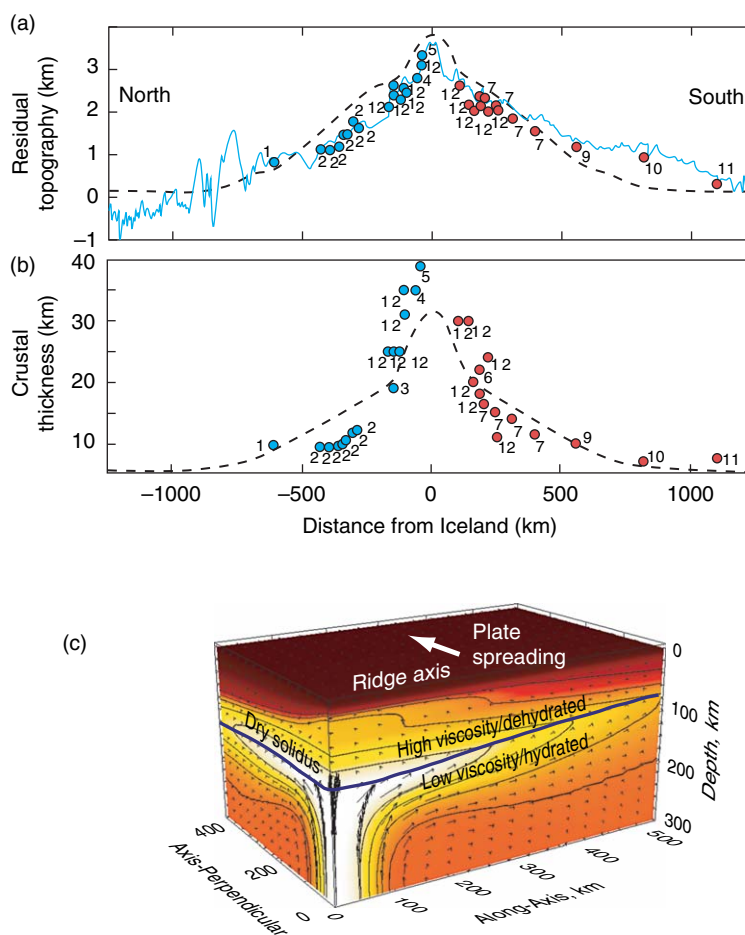 (a)
Residual topography (km)
3
2
1
0
−1
North
South
5
12
4
12
12
12
2
2
2
2
2
2
1
7
12
7
12
12
12
7
7
9
10
11
(b)
Crustal thickness (km)
40
30
20
10
5
12
4
12
12 12 12
3
2
2
2 2 2 2 2
1
12 12
12
6
12
12
7
7
7
12
9
10
11
−1000 −500 0 500 1000
Distance from Iceland (km)
(c)
Plate
spreading
Ridge axis
Dry solidus
High viscosity/dehydrated
Low viscosity/hydrated
0
100
200
300
Depth, km
400
200
0
Axis-Perpendicular
0 100 200 300 400 500
Along-Axis, km